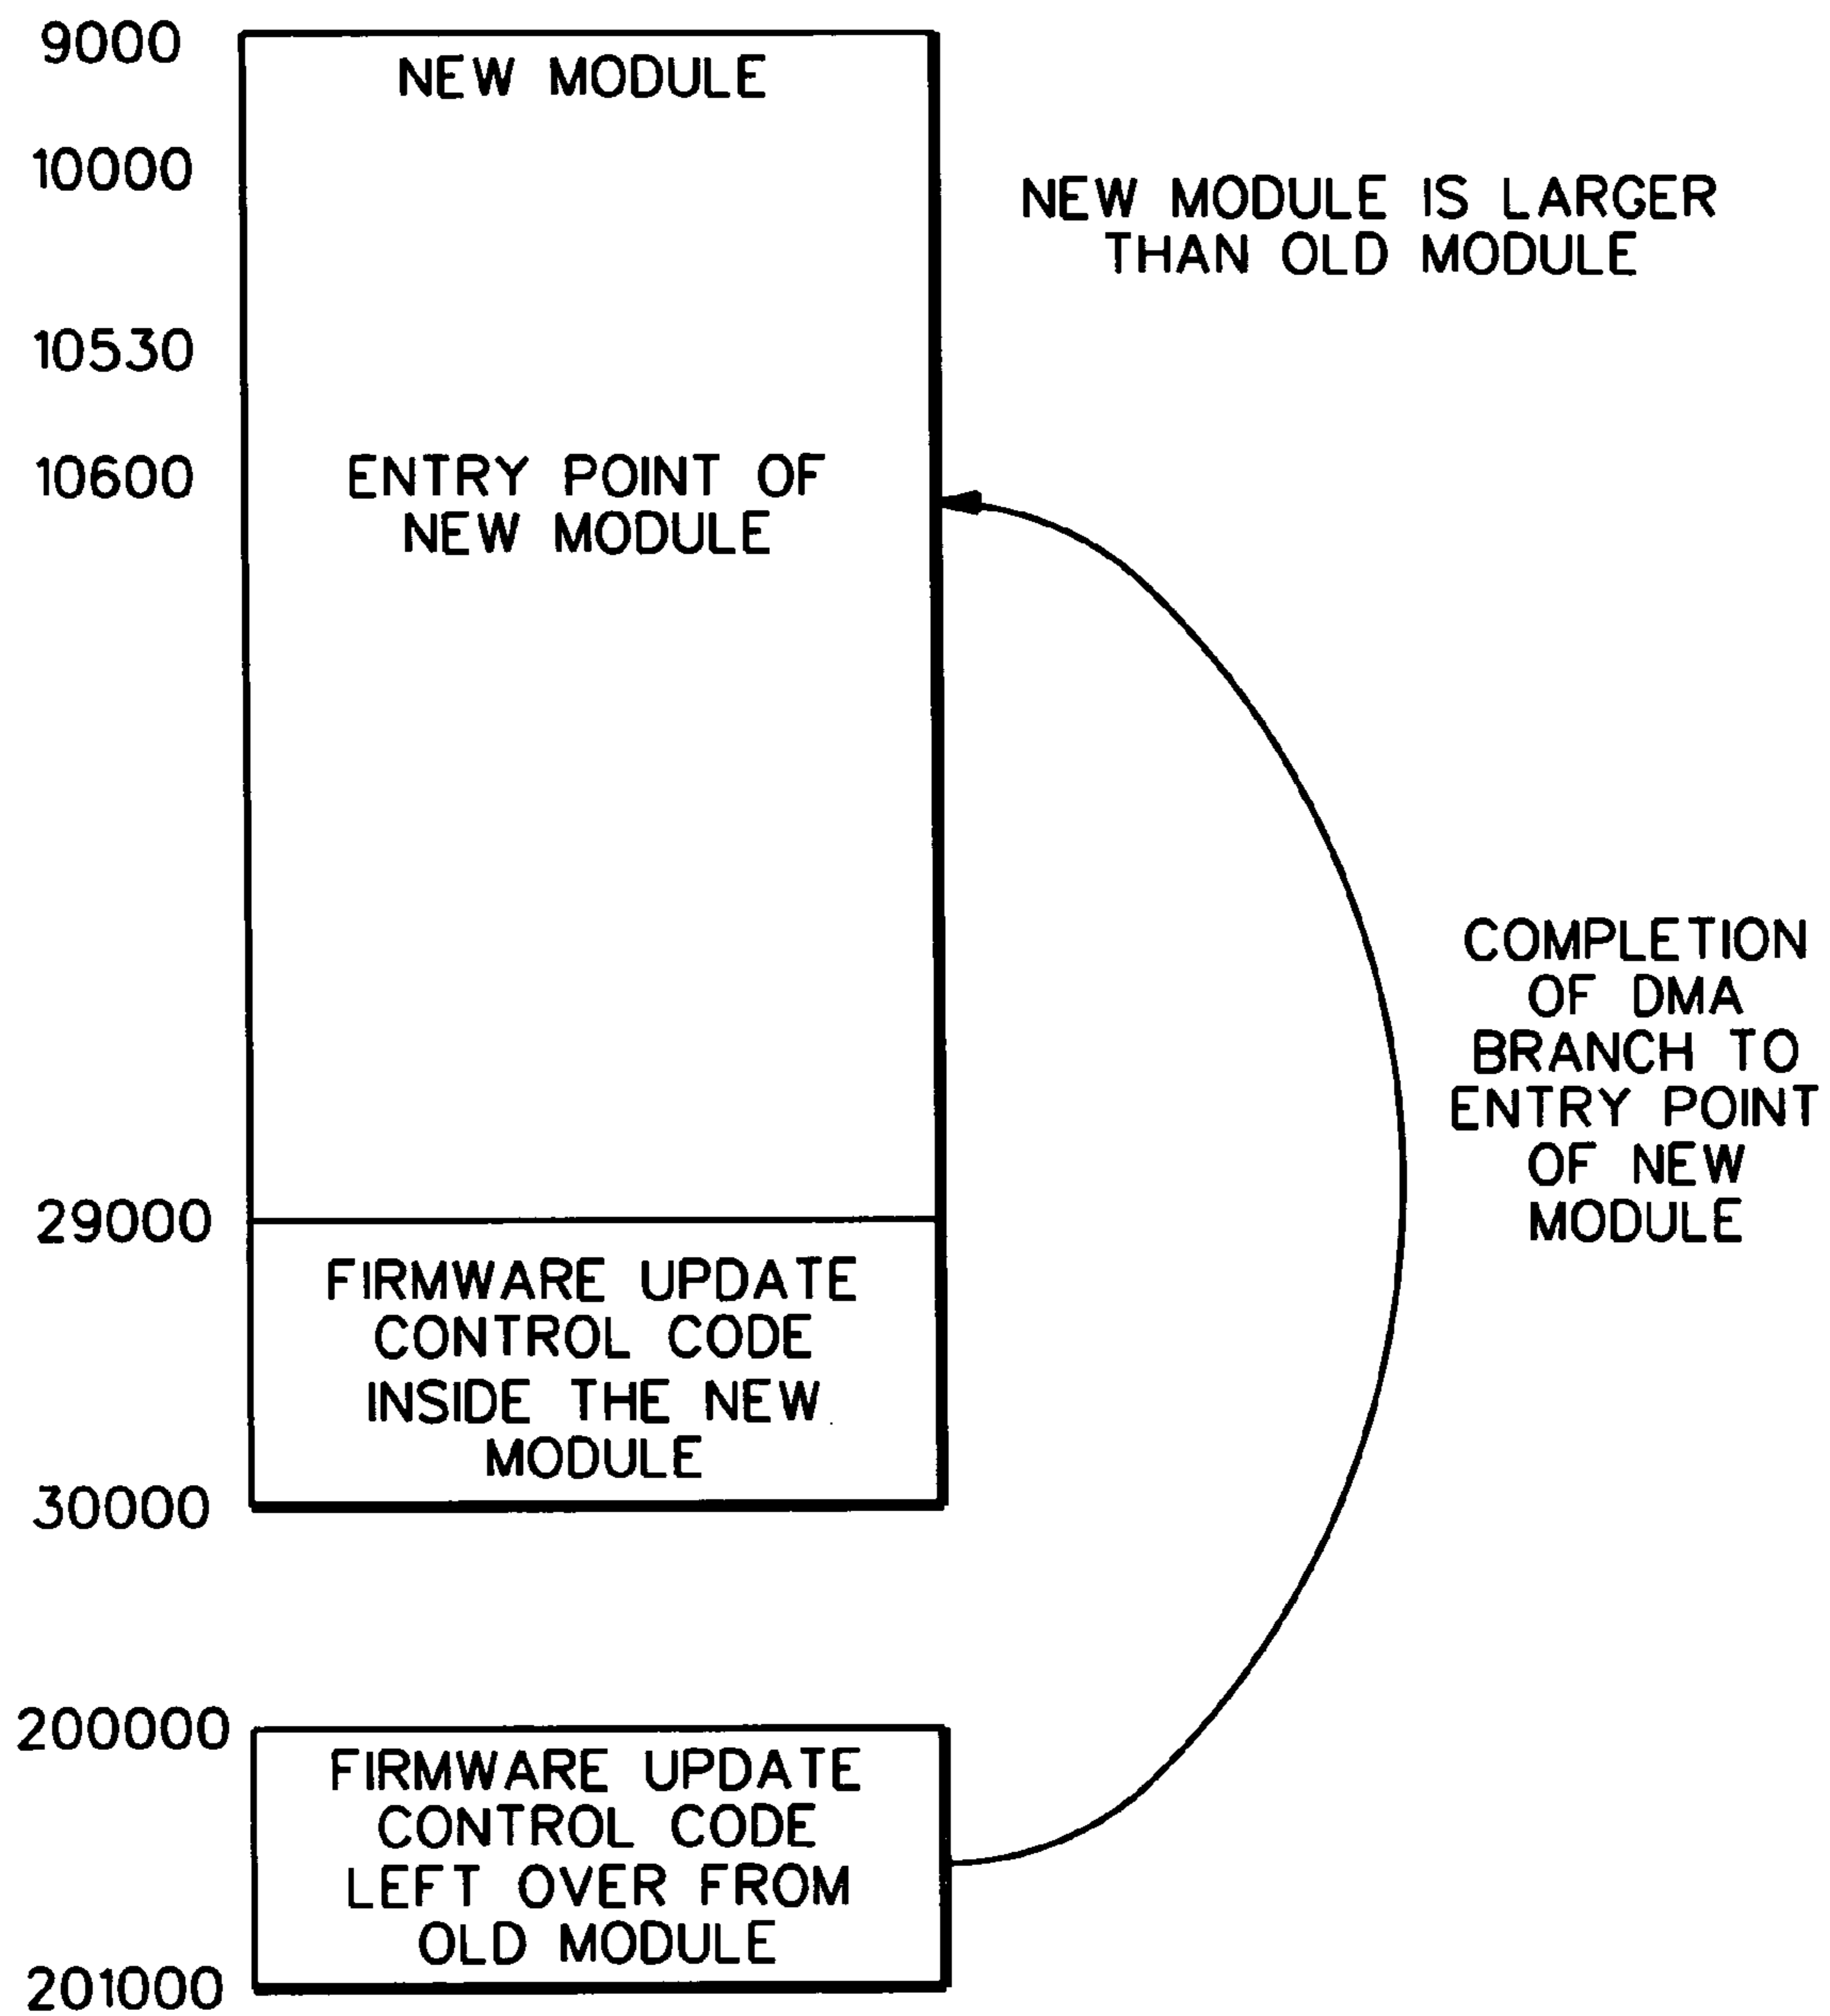 9000
NEW MODULE
10000
NEW MODULE IS LARGER
THAN OLD MODULE
10530
10600
ENTRY POINT OF
NEW MODULE
COMPLETION
OF DMA
BRANCH TO
ENTRY POINT
OF NEW
MODULE
29000
FIRMWARE UPDATE
CONTROL CODE
INSIDE THE NEW
MODULE
30000
200000
FIRMWARE UPDATE
CONTROL CODE
LEFT OVER FROM
OLD MODULE
201000